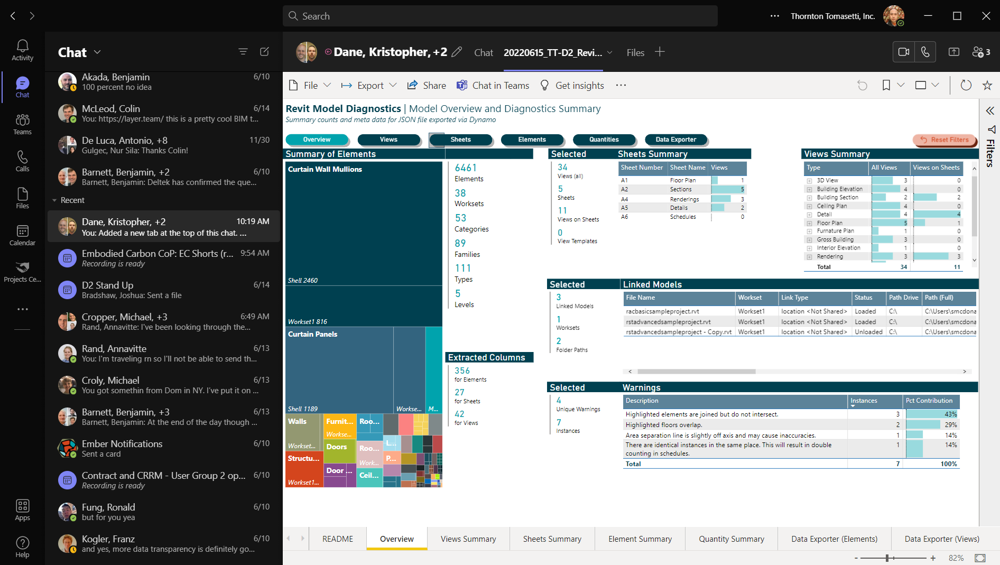 Search
Thornton Tomasetti, Inc.
Activity
Chat
Teams
Calls
Files
Calendar
Projects Ce...
Apps
Help
Chat
Akada, Benjamin 6/10
100 percent no idea
McLeod, Colin 6/14
You: https://layer.team/ this is a pretty cool BIM t...
De Luca, Antonio, +8 11/30
Gulgec, Nur Sila: Thanks Colin!
Barnett, Benjamin, +2 6/10
Barnett, Benjamin: Deltek has confirmed the que...
Recent
Dane, Kristopher, +2 10:19 AM
You: Added a new tab at the top of this chat. ...
Embodied Carbon CoP: EC Shorts (r... 9:54 AM
Recording is ready
D2 Stand Up 6/14
Bradshaw, Joshua: Sent a file
Cropper, Michael, +3 6:49 AM
Rand, Annavitte: I've been looking through the...
Rand, Annavitte 6/13
You: I'm traveling rn so I'll not be able to send th...
Croly, Michael 6/13
You got somethin from Dom in NY. I've put it on ...
Barnett, Benjamin, +3 6/13
Barnett, Benjamin: At the end of the day though ...
Ember Notifications 6/10
Sent a card
Contract and CRRM - User Group 2 op... 6/10
Recording is ready
Fung, Ronald 6/10
but for you yea
Kogler, Franz 6/10
and yes, more data transparency is definitely go...
Dane, Kristopher, +2 Chat 20220615_TT-D2_Revi... Files 3
File Export Share Chat in Teams Get insights
Revit Model Diagnostics | Model Overview and Diagnostics Summary
Summary counts and meta data for JSON file exported via Dynamo
Overview Views Sheets Elements Quantities Data Exporter Reset Filters
Filters
Summary of Elements
Curtain Wall Mullions
Shell 2460
Workset1 816
Curtain Panels
Shell 1189 Workse... M...
Walls
Workset...
Structu...
Workset1...
Furnit...
Workse...
Doors
Door ...
Roo...
Roo...
Work...
Ceil...
L...
P...
6461
Elements
38
Worksets
53
Categories
89
Families
111
Types
5
Levels
Extracted Columns
356
for Elements
27
for Sheets
42
for Views
Selected
34
Views (all)
5
Sheets
11
Views on Sheets
0
View Templates
Sheets Summary
Sheet Number Sheet Name Views
A1 Floor Plan 1
A2 Sections 5
A4 Renderings 3
A5 Details 2
A6 Schedules 0
Views Summary
Type All Views Views on Sheets
3D View 3 0
Building Elevation 4 0
Building Section 2 2
Ceiling Plan 4 0
Detail 4 4
Floor Plan 5 1
Furnature Plan 1 0
Gross Building 3 0
Interior Elevation 1 0
Rendering 3 3
Total 34 11
Selected
3
Linked Models
1
Worksets
2
Folder Paths
Linked Models
File Name Workset Link Type Status Path Drive Path (Full)
racbasicsampleproject.rvt Workset1 location <Not Shared> Loaded C:\ C:\Users\smcdona
rstadvancedsampleproject.rvt Workset1 location <Not Shared> Loaded C:\ C:\Users\smcdona
rstadvancedsampleproject - Copy.rvt Workset1 location <Not Shared> Unloaded C:\ C:\Users\smcdona
Selected
4
Unique Warnings
7
Instances
Warnings
Description Instances Pct Contribution
Highlighted elements are joined but do not intersect. 3 43%
Highlighted floors overlap. 2 29%
Area separation line is slightly off axis and may cause inaccuracies. 1 14%
There are identical instances in the same place. This will result in double 1 14%
counting in schedules.
Total 7 100%
README Overview Views Summary Sheets Summary Element Summary Quantity Summary Data Exporter (Elements) Data Exporter (Views)
- + 82%